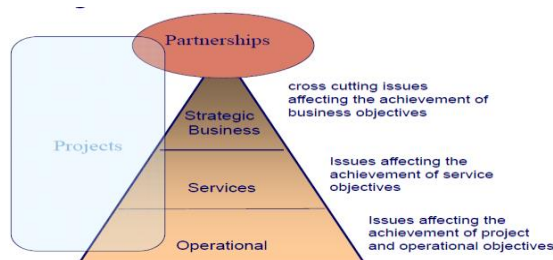 Partnerships
cross cutting issues
affecting the achievement of
business objectives
Strategic
Business
Projects
Issues affecting the
achievement of service
objectives
Services
Issues affecting the
achievement of project
and operational objectives
Operational